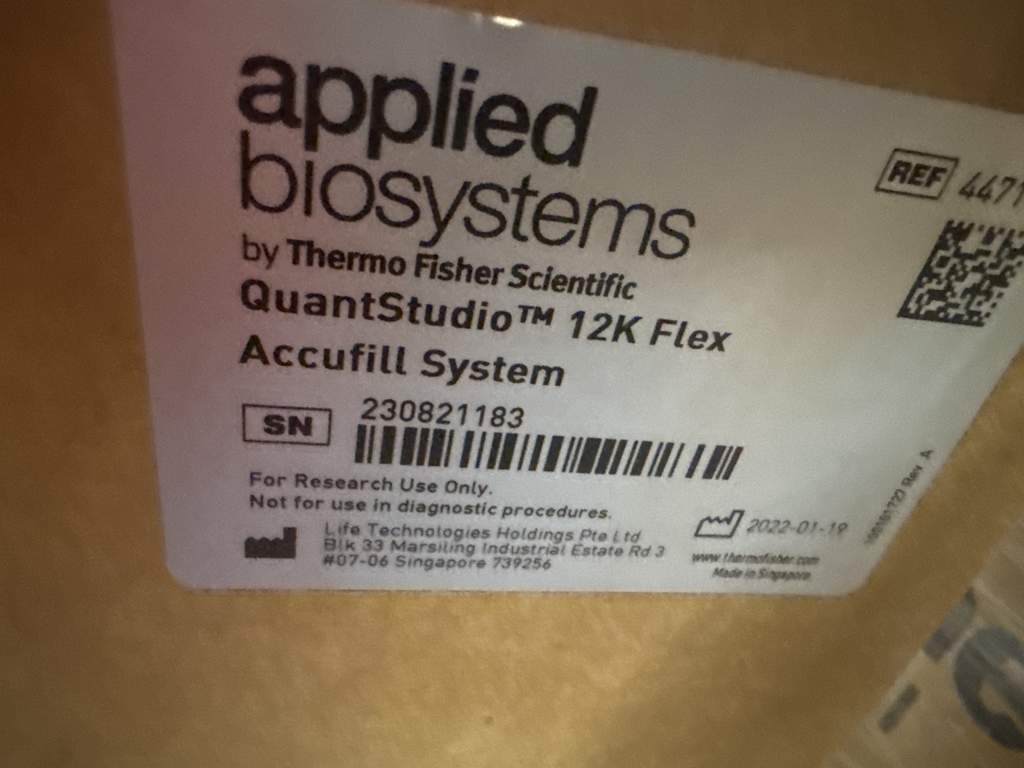 applied
biosystems
by Thermo Fisher Scientific
QuantStudio™ 12K Flex
Accufill System
REF 4471
SN 230821183
For Research Use Only.
Not for use in diagnostic procedures.
Life Technologies Holdings Pte Ltd
Blk 33 Marsiling Industrial Estate Rd 3
#07-06 Singapore 739256
2022-01-19
www.thermofisher.com
Made in Singapore
Rev A